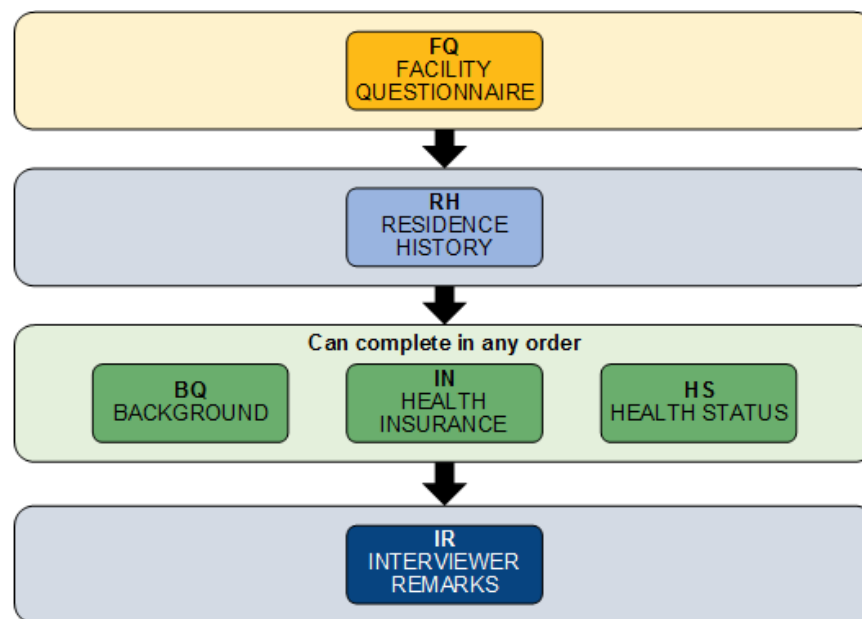 FQ
FACILITY
QUESTIONNAIRE
RH
RESIDENCE
HISTORY
Can complete in any order
BQ
BACKGROUND
IN
HEALTH
INSURANCE
HS
HEALTH STATUS
IR
INTERVIEWER
REMARKS